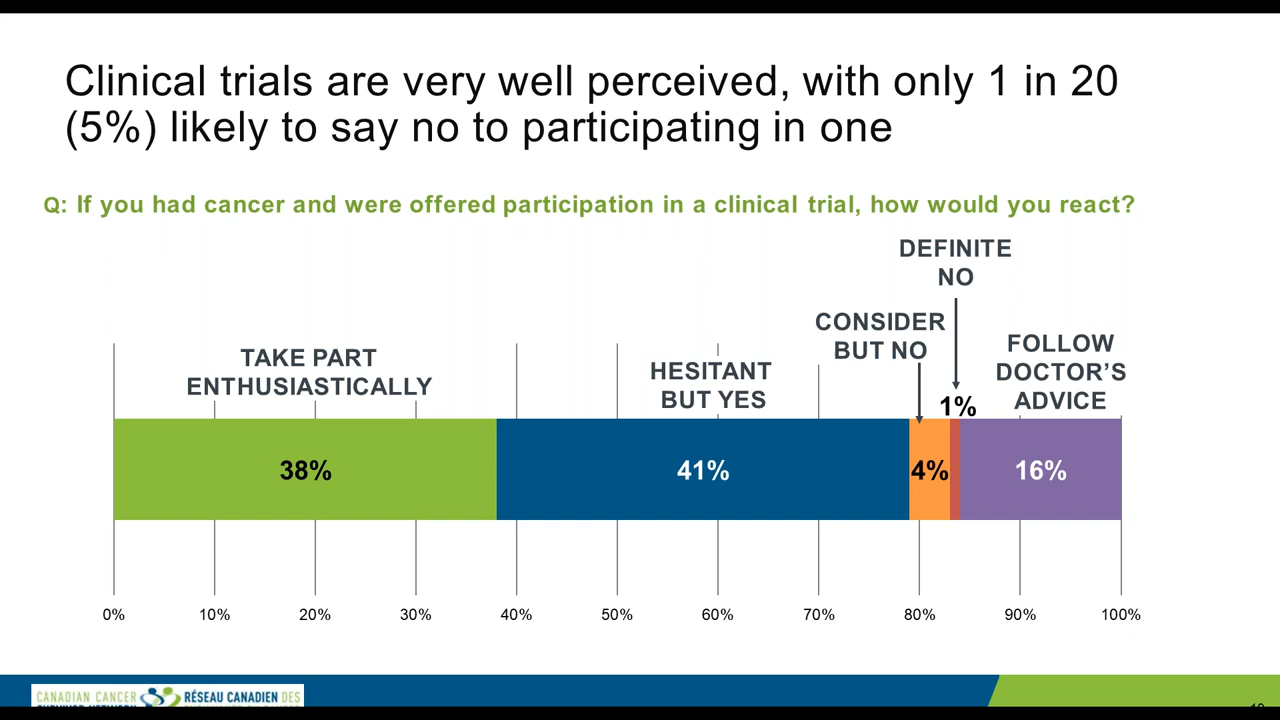 Clinical trials are very well perceived, with only 1 in 20
(5%) likely to say no to participating in one
Q: If you had cancer and were offered participation in a clinical trial, how would you react?
DEFINITE
NO
CONSIDER
BUT NO
TAKE PART
ENTHUSIASTICALLY
HESITANT
BUT YES
FOLLOW
DOCTOR'S
ADVICE
1%
38%
41%
4%
16%
0%
10%
20%
30%
40%
50%
60%
70%
80%
90%
100%
CANADIAN CANCER
RÉSEAU CANADIEN DES